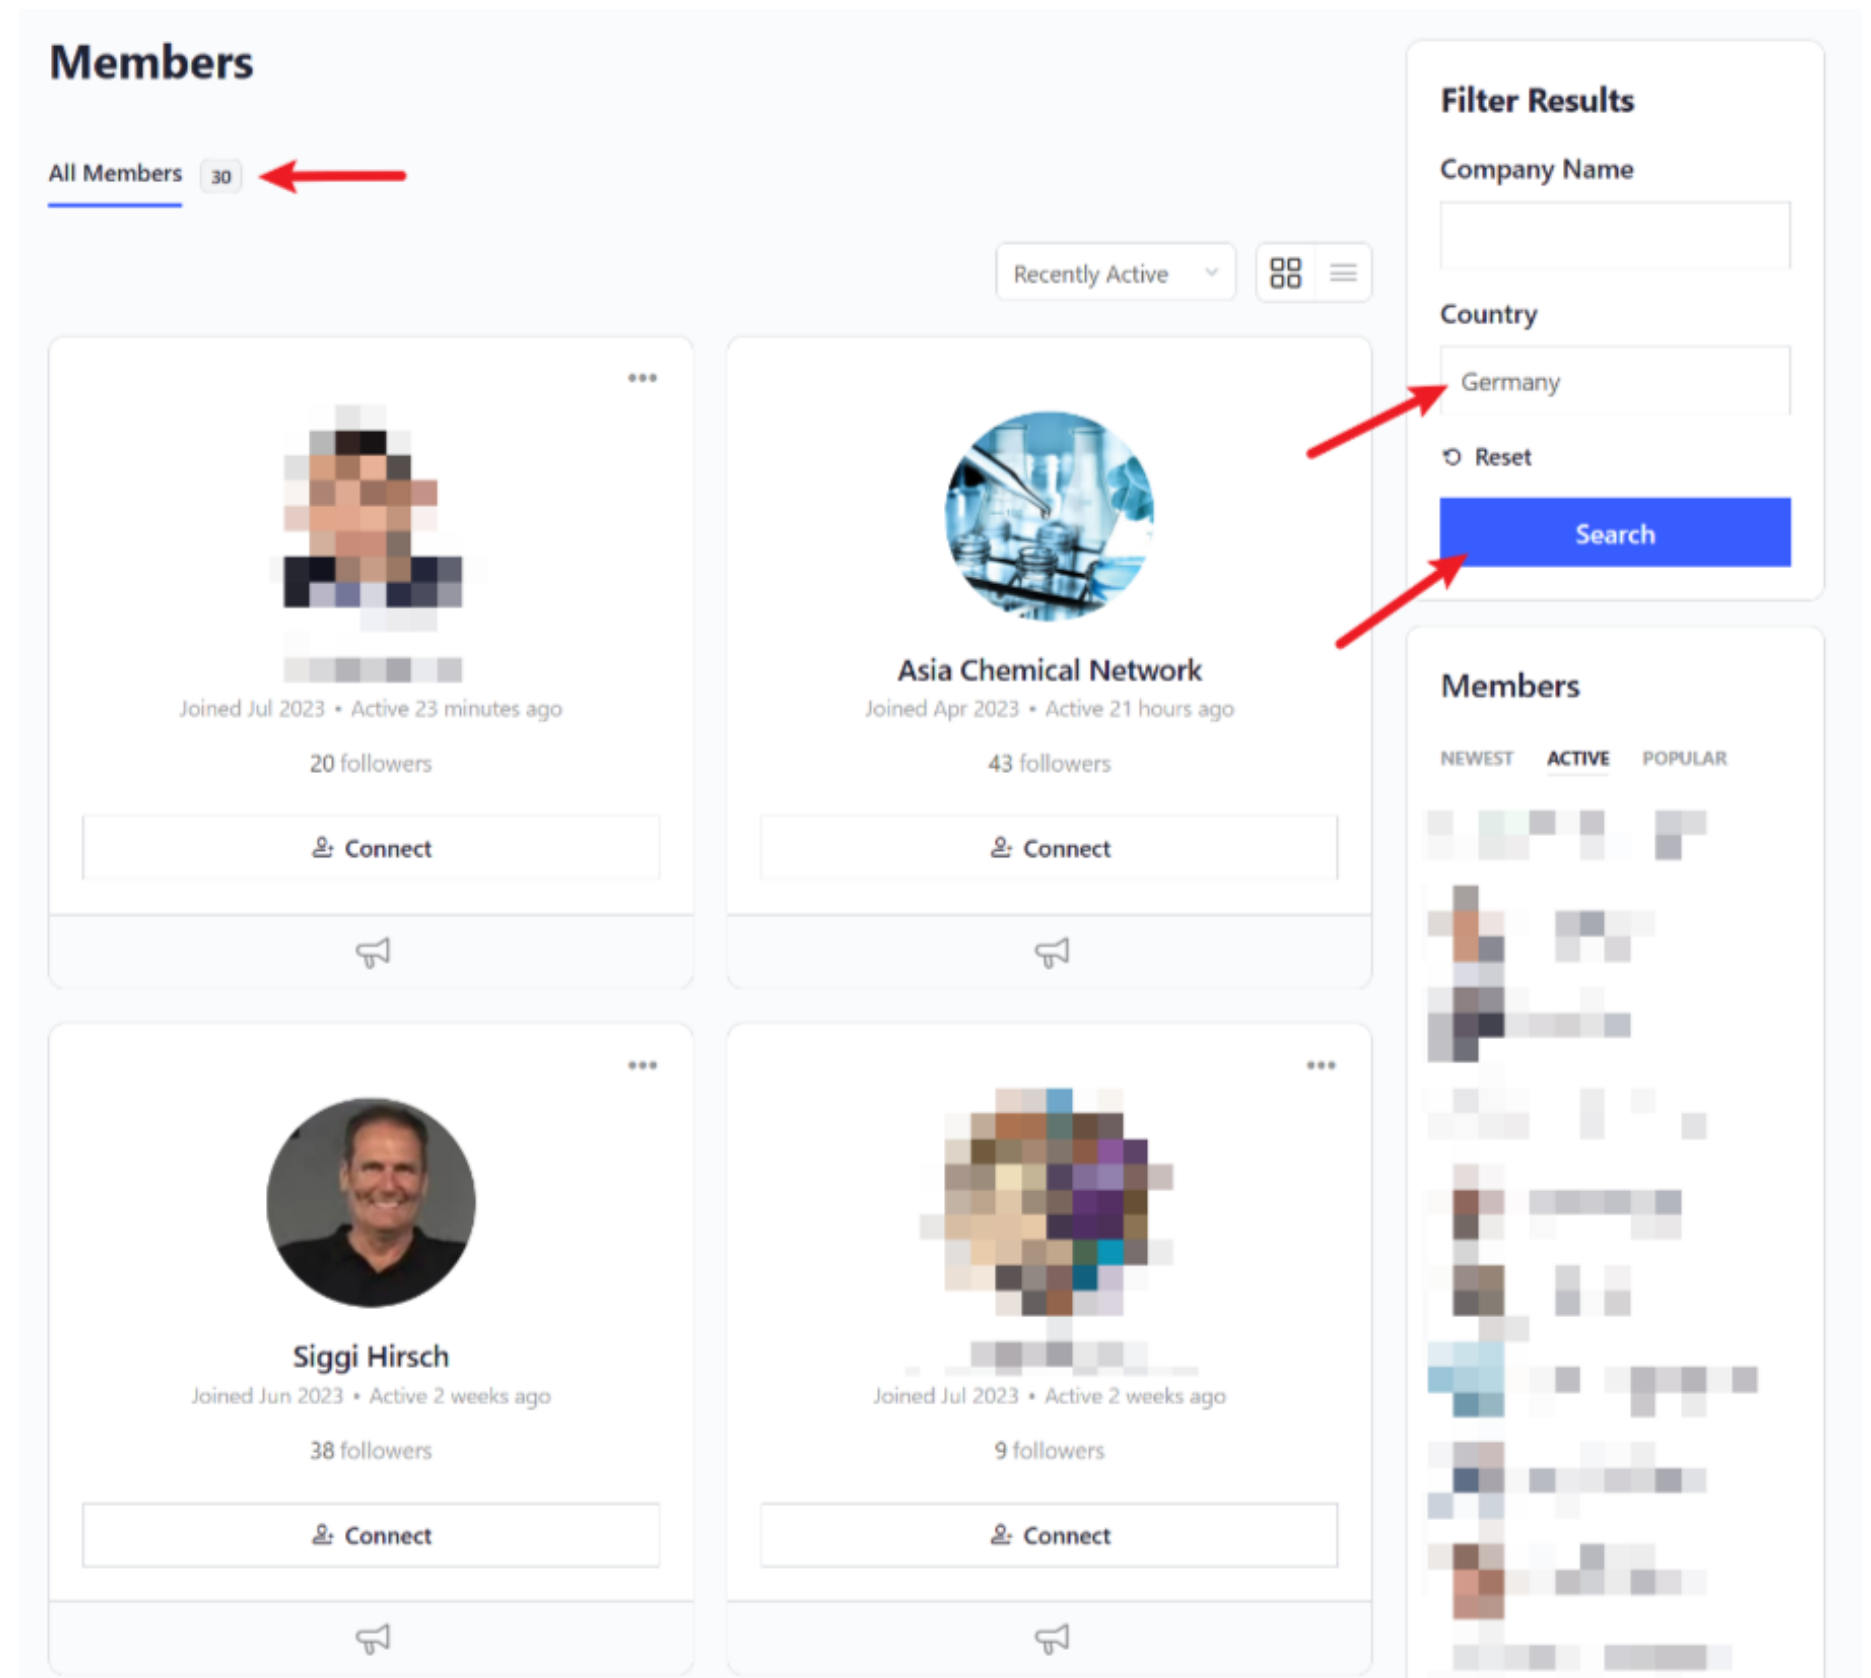 Members
All Members 30
Recently Active
Joined Jul 2023 • Active 23 minutes ago
20 followers
Connect
Asia Chemical Network
Joined Apr 2023 • Active 21 hours ago
43 followers
Connect
Siggi Hirsch
Joined Jun 2023 • Active 2 weeks ago
38 followers
Connect
Joined Jul 2023 • Active 2 weeks ago
9 followers
Connect
Filter Results
Company Name
Country
Germany
Reset
Search
Members
NEWEST ACTIVE POPULAR